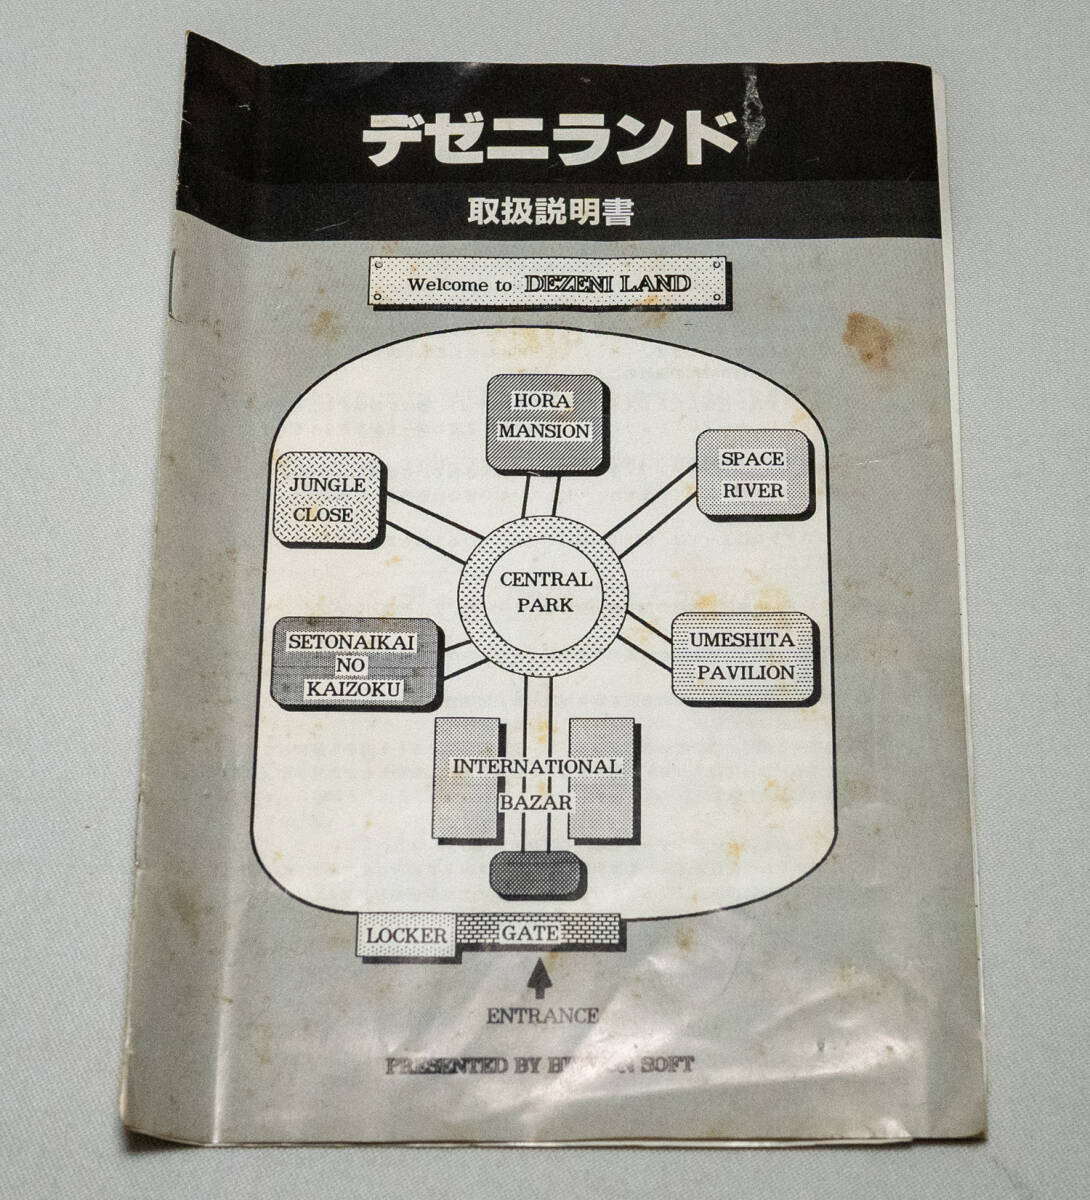 デゼニランド
取扱説明書
Welcome to DEZENI LAND
HORA
MANSION
SPACE
RIVER
JUNGLE
CLOSE
CENTRAL
PARK
SETONAIKAI
NO
KAIZOKU
UMESHITA
PAVILION
INTERNATIONAL
BAZAR
LOCKER
GATE
ENTRANCE
PRESENTED BY SOFT